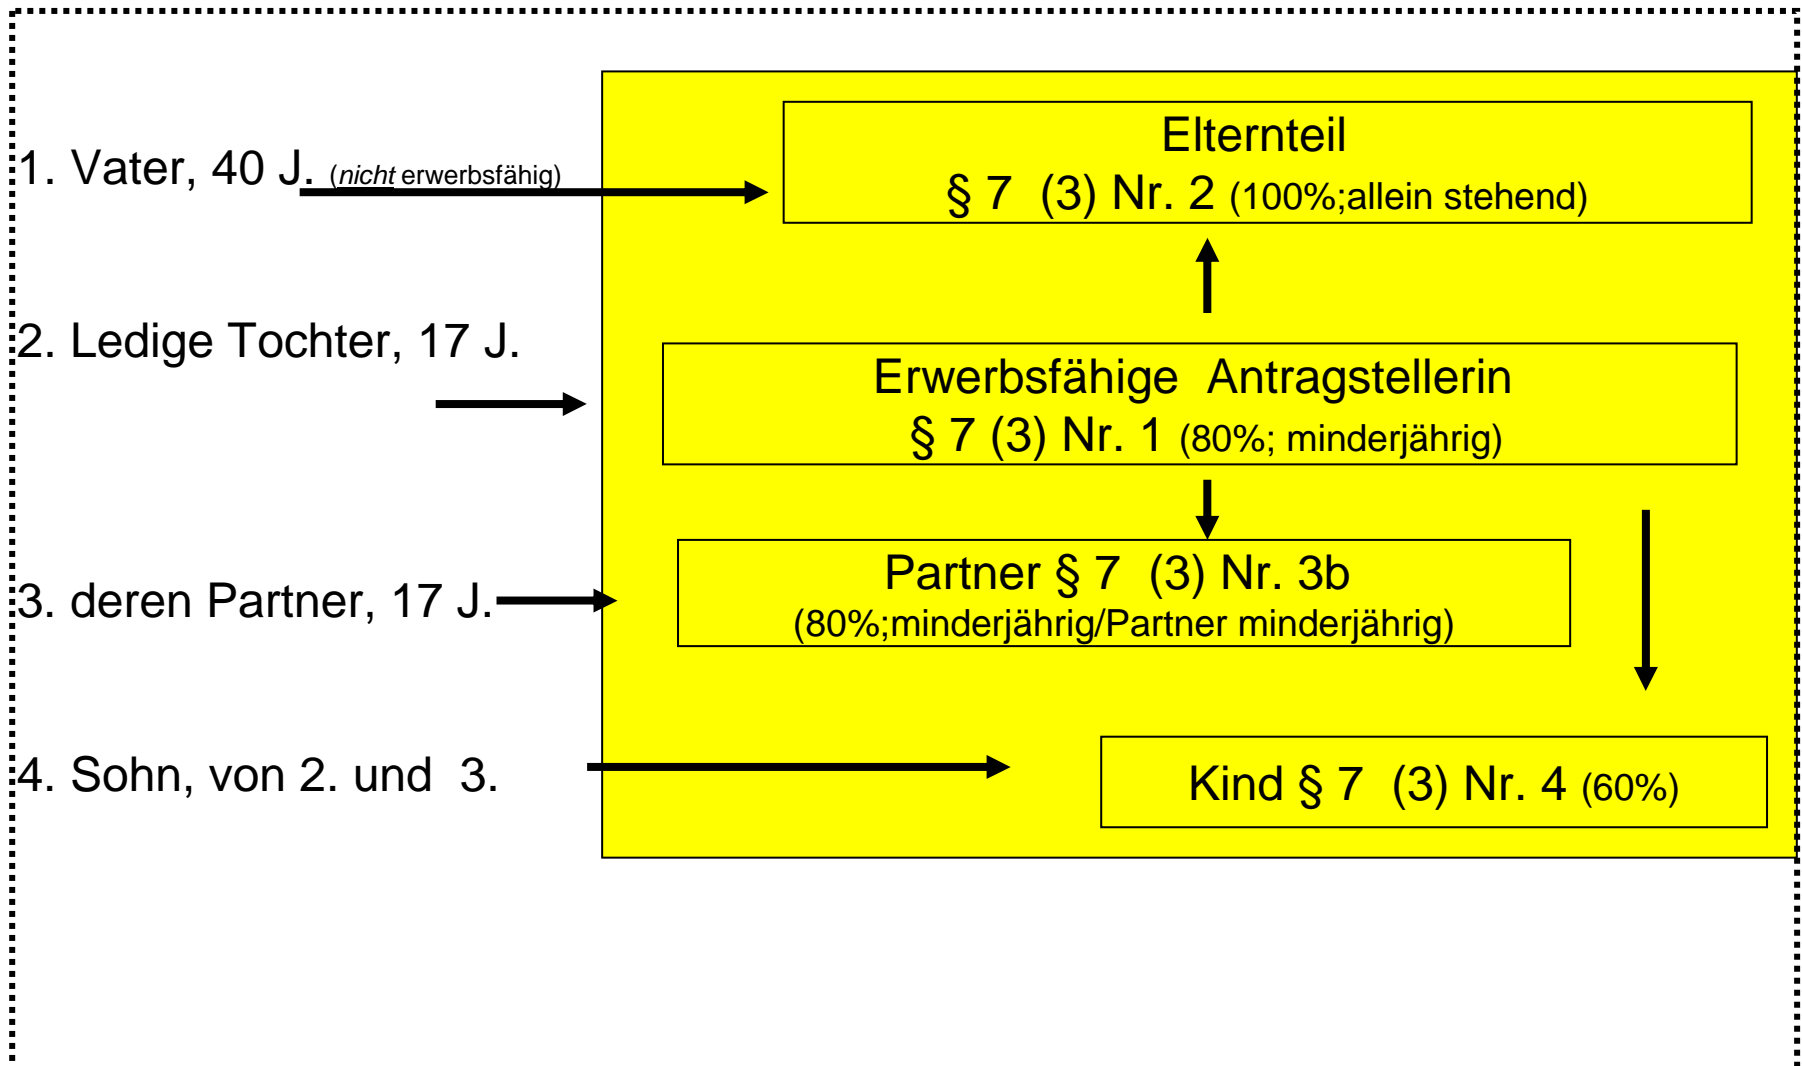 1. Vater, 40 J. (nicht erwerbsfähig)
Elternteil
§ 7 (3) Nr. 2 (100%;allein stehend)
2. Ledige Tochter, 17 J.
Erwerbsfähige Antragstellerin
§ 7 (3) Nr. 1 (80%; minderjährig)
3. deren Partner, 17 J.
Partner § 7 (3) Nr. 3b
(80%;minderjährig/Partner minderjährig)
4. Sohn, von 2. und 3.
Kind § 7 (3) Nr. 4 (60%)